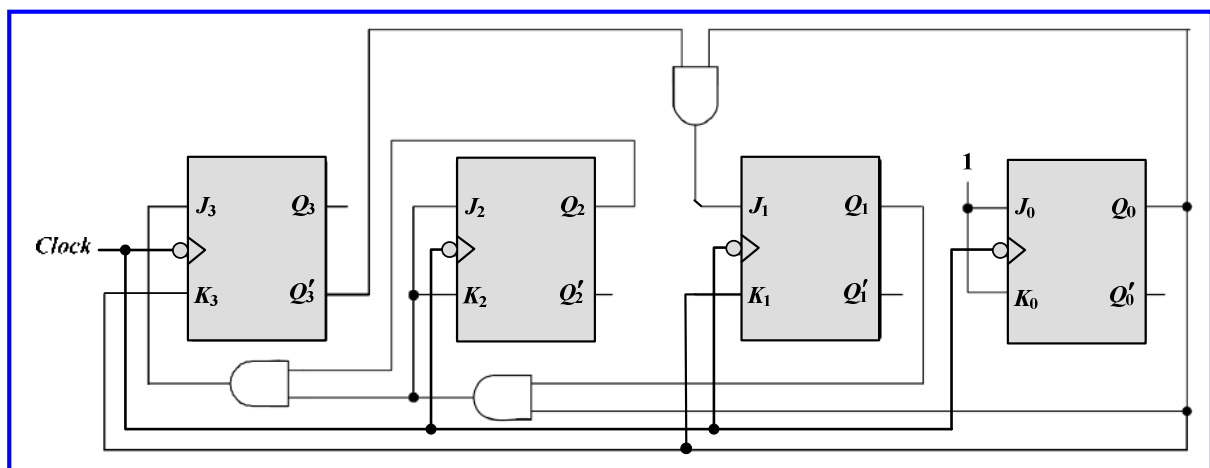 1
J₃ Q₃
J₂ Q₂
J₁ Q₁
J₀ Q₀
Clock
K₃ Q₃′
K₂ Q₂′
K₁ Q₁′
K₀ Q₀′